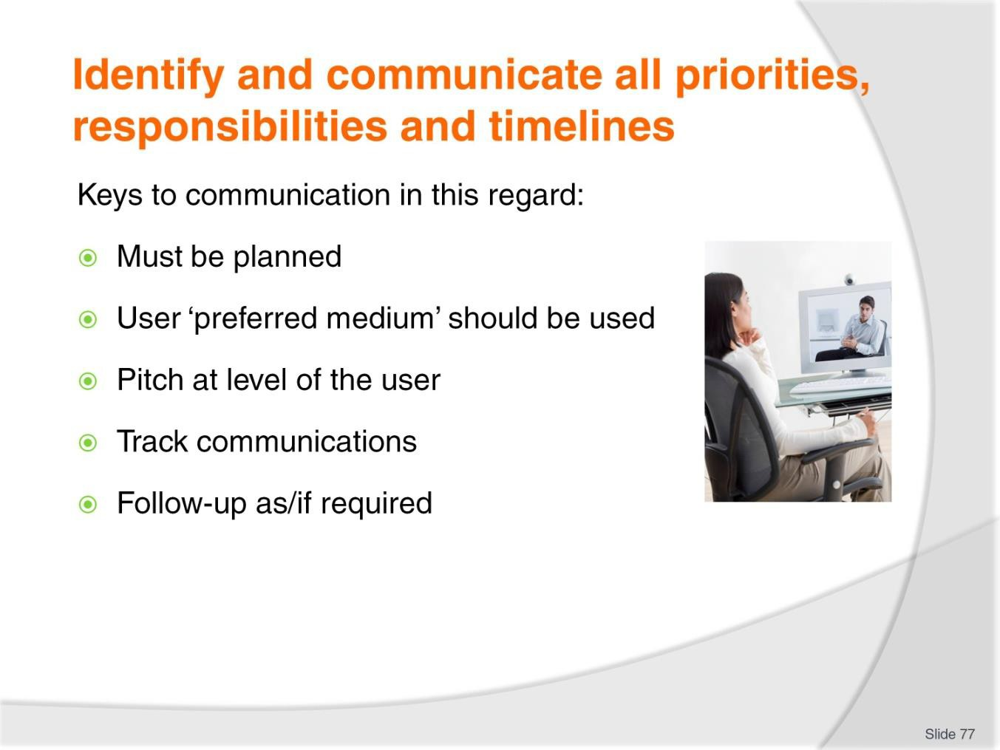 Identify and communicate all priorities,
responsibilities and timelines
Keys to communication in this regard:
Must be planned
User ‘preferred medium’ should be used
Pitch at level of the user
Track communications
Follow-up as/if required
Slide 77